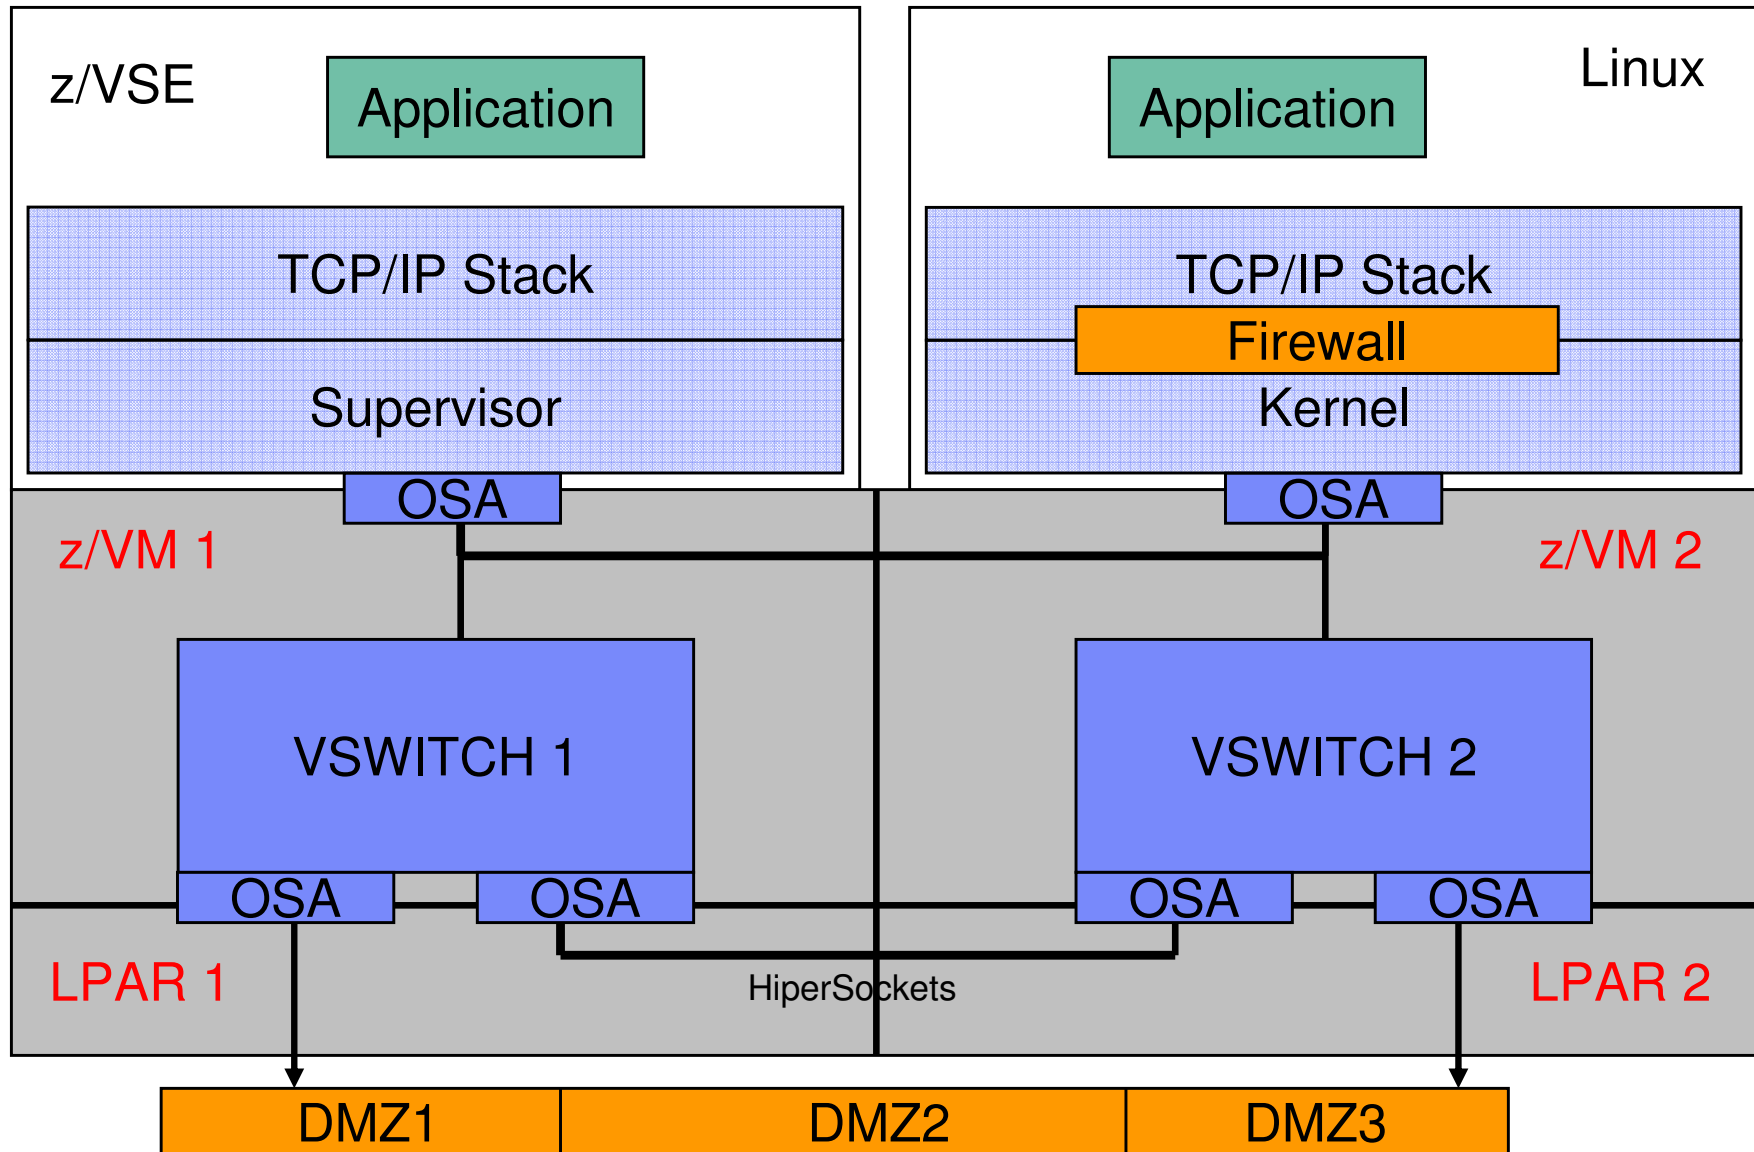 z/VSE
Application
Application
Linux
TCP/IP Stack
TCP/IP Stack
Firewall
Supervisor
Kernel
OSA
OSA
z/VM 1
z/VM 2
VSWITCH 1
VSWITCH 2
OSA
OSA
OSA
OSA
LPAR 1
HiperSockets
LPAR 2
DMZ1
DMZ2
DMZ3